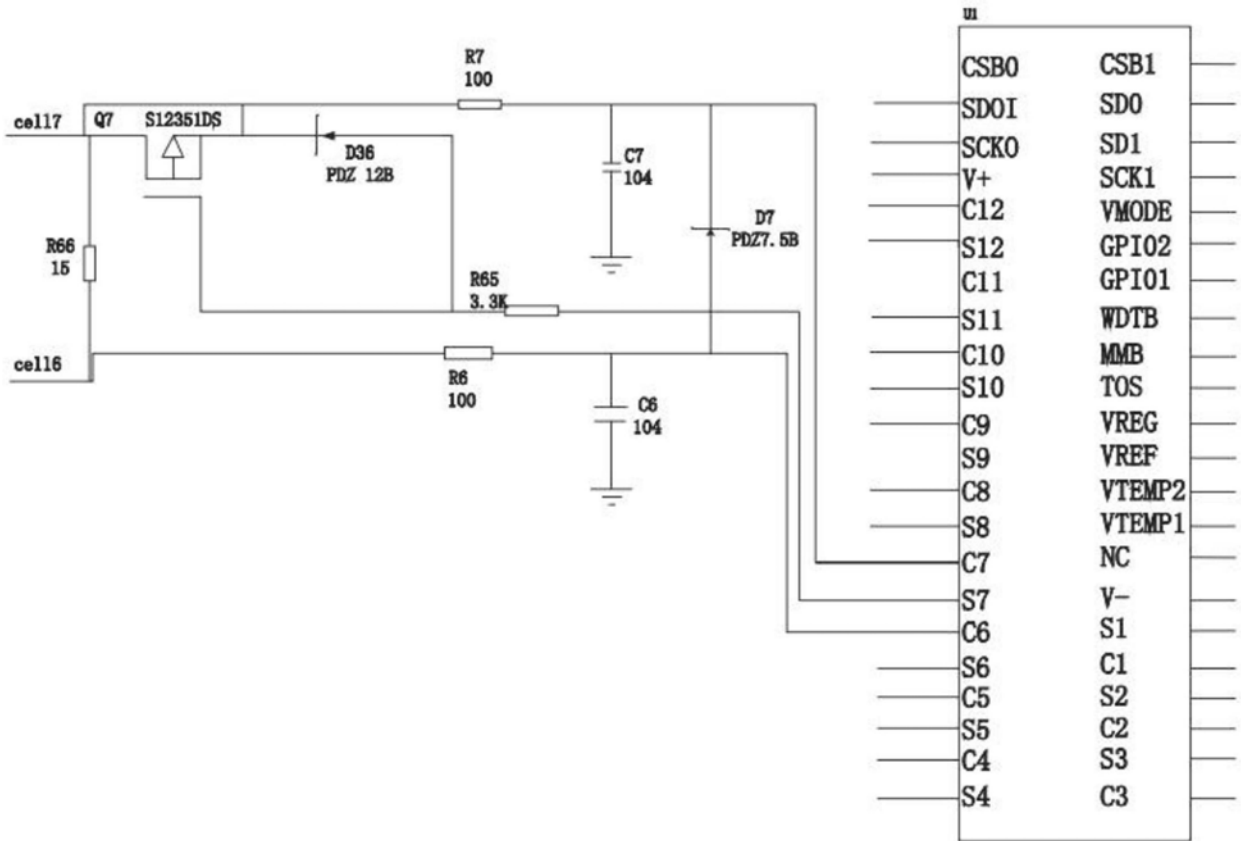 U1
R7
100
cell7
Q7
S12351DS
D36
PDZ 12B
C7
104
D7
PDZ7.5B
R66
15
R65
3.3K
cell6
R6
100
C6
104
CSB0
CSB1
SDOI
SD0
SCKO
SD1
V+
SCK1
C12
VMODE
S12
GPIO2
C11
GPIO1
S11
WDTB
C10
MMB
S10
TOS
C9
VREG
S9
VREF
C8
VTEMP2
S8
VTEMP1
C7
NC
S7
V-
C6
S1
S6
C1
C5
S2
S5
C2
C4
S3
S4
C3